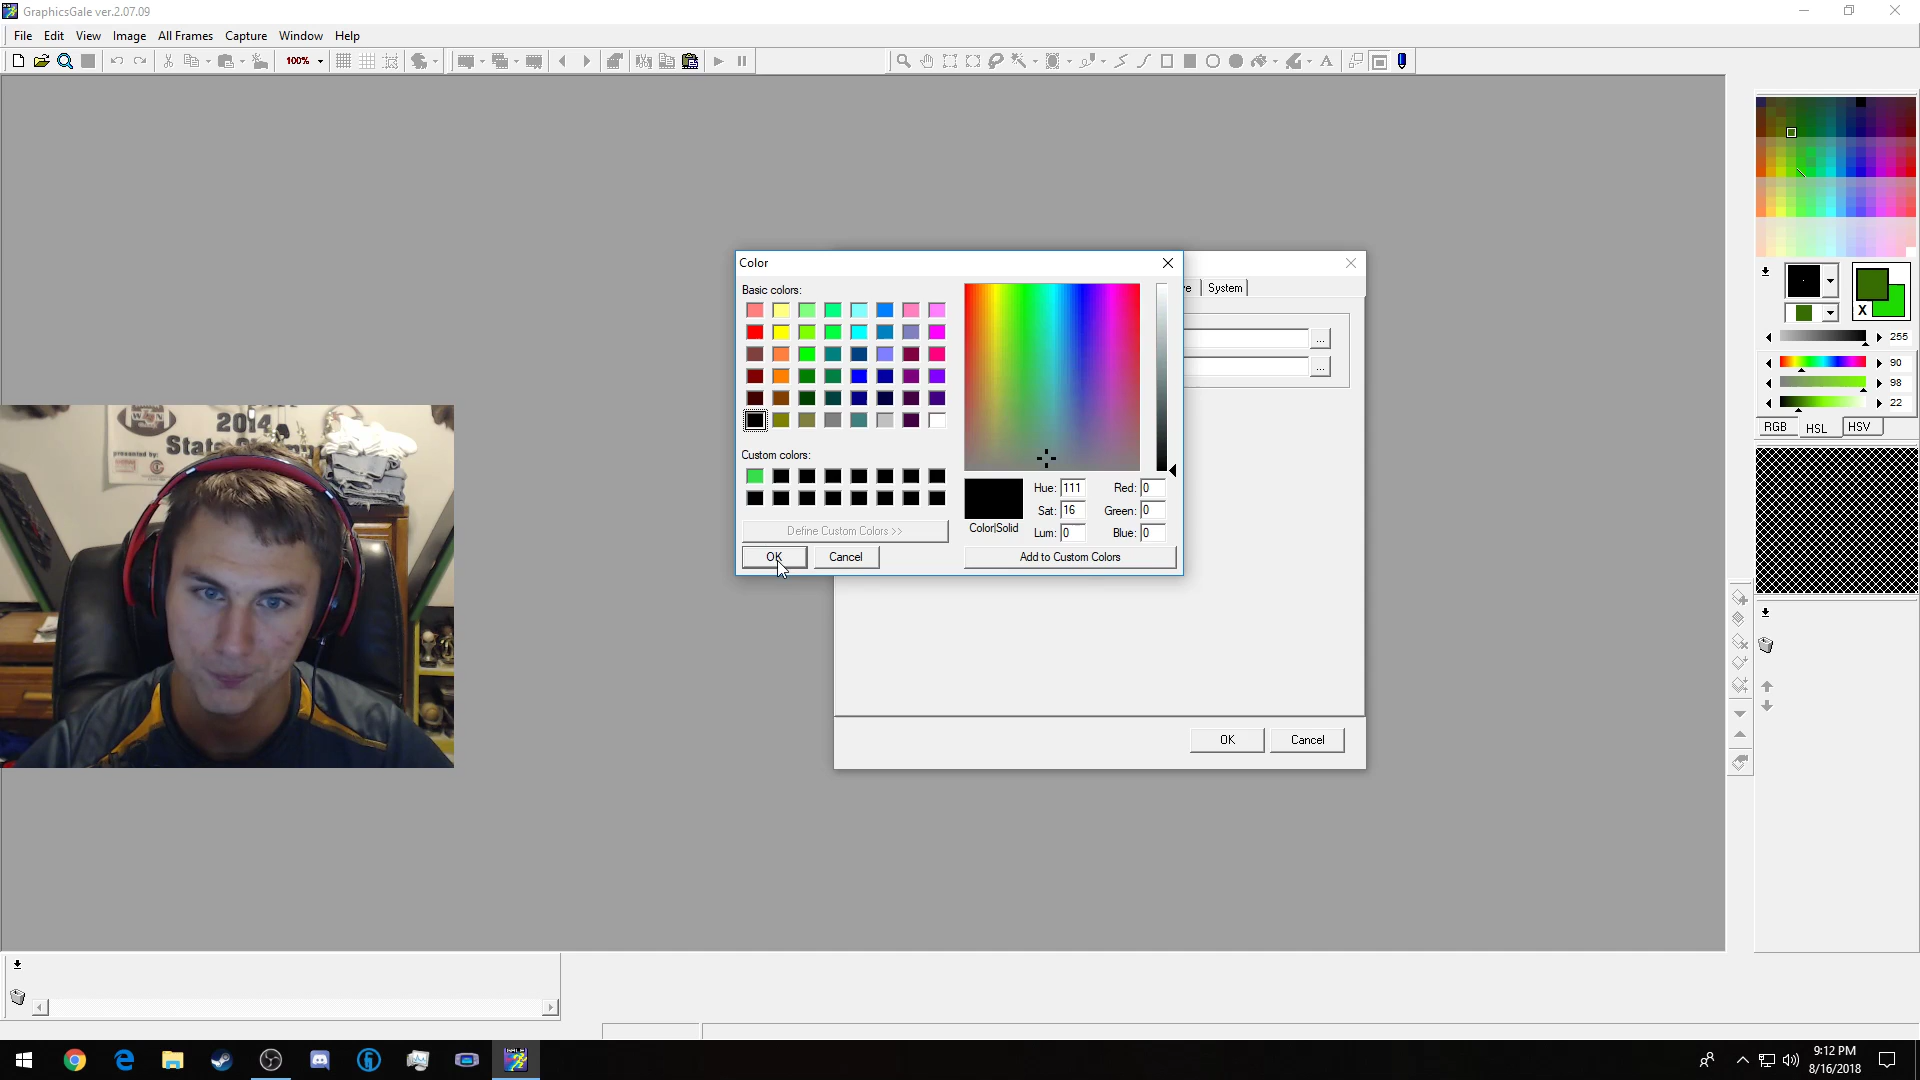 GraphicsGale ver.2.07.09
File Edit View Image All Frames Capture Window Help
100%
Color
Basic colors:
System
Custom colors:
Hue: 111 Red: 0
Sat: 16 Green: 0
Color|Solid
Lum: 0 Blue: 0
Define Custom Colors >>
OK Cancel Add to Custom Colors
... 
...
OK Cancel
X
255
90
98
22
RGB HSL HSV
2014
State
presented by:
9:12 PM
8/16/2018